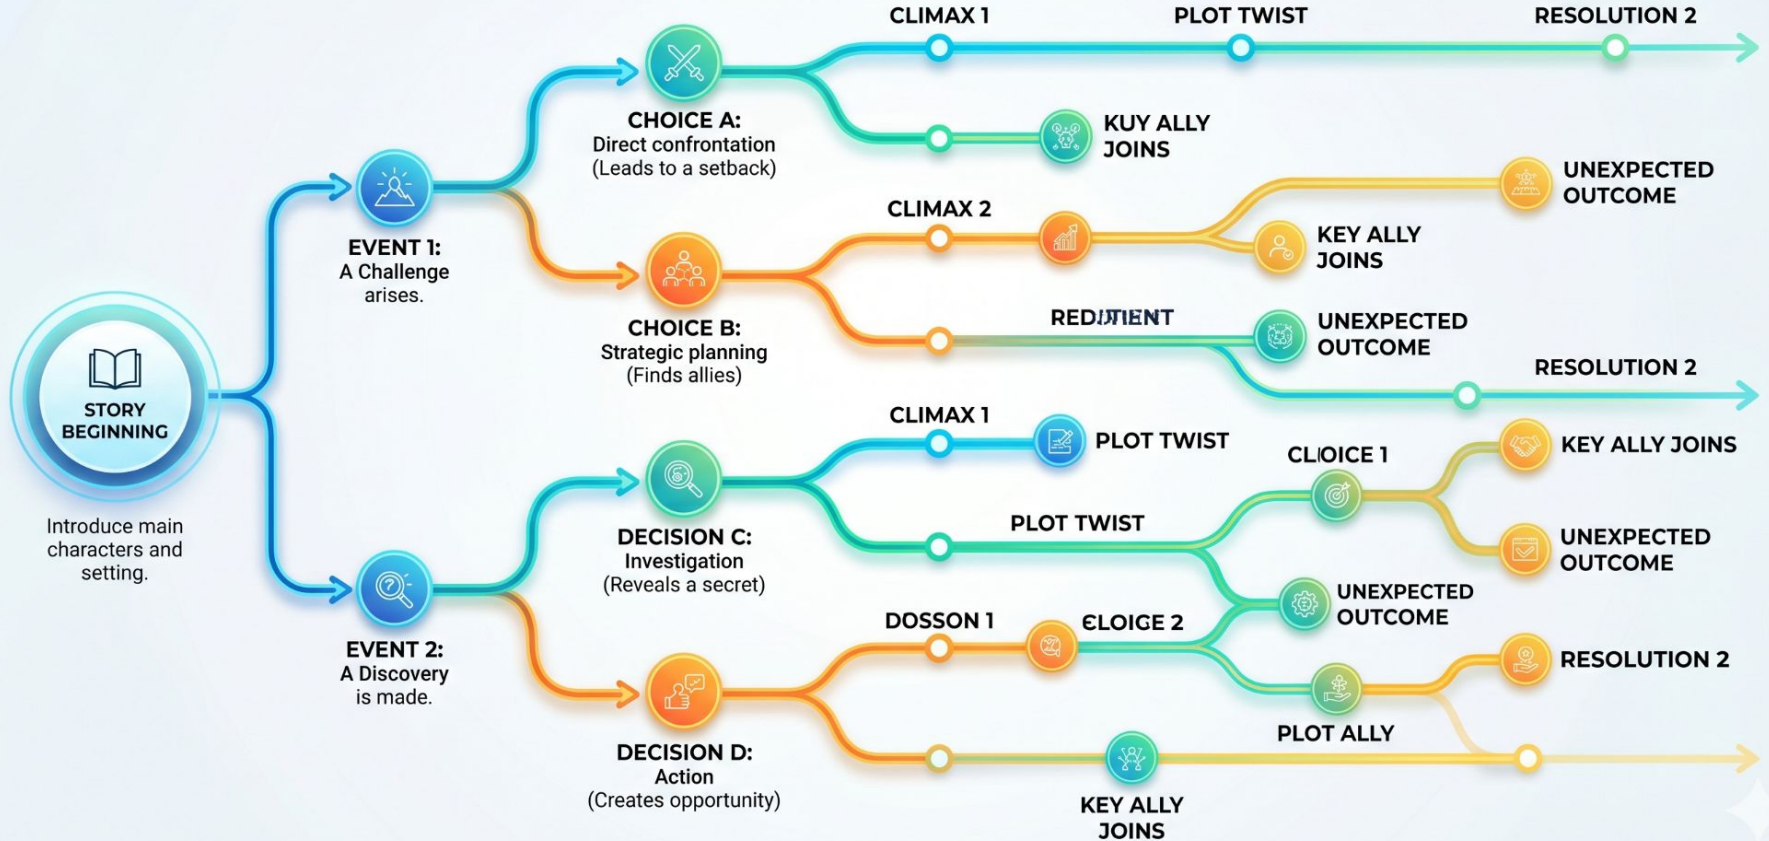 CLIMAX 1
PLOT TWIST
RESOLUTION 2
CHOICE A:
Direct confrontation
(Leads to a setback)
KUY ALLY
JOINS
EVENT 1:
A Challenge
arises.
CLIMAX 2
UNEXPECTED
OUTCOME
KEY ALLY
JOINS
CHOICE B:
Strategic planning
(Finds allies)
UNEXPECTED
OUTCOME
RESOLUTION 2
STORY
BEGINNING
Introduce main
characters and
setting.
CLIMAX 1
PLOT TWIST
CLOICE 1
KEY ALLY JOINS
DECISION C:
Investigation
(Reveals a secret)
PLOT TWIST
UNEXPECTED
OUTCOME
UNEXPECTED
OUTCOME
EVENT 2:
A Discovery
is made.
DOSSON 1
CLOIGE 2
RESOLUTION 2
DECISION D:
Action
(Creates opportunity)
PLOT ALLY
KEY ALLY
JOINS